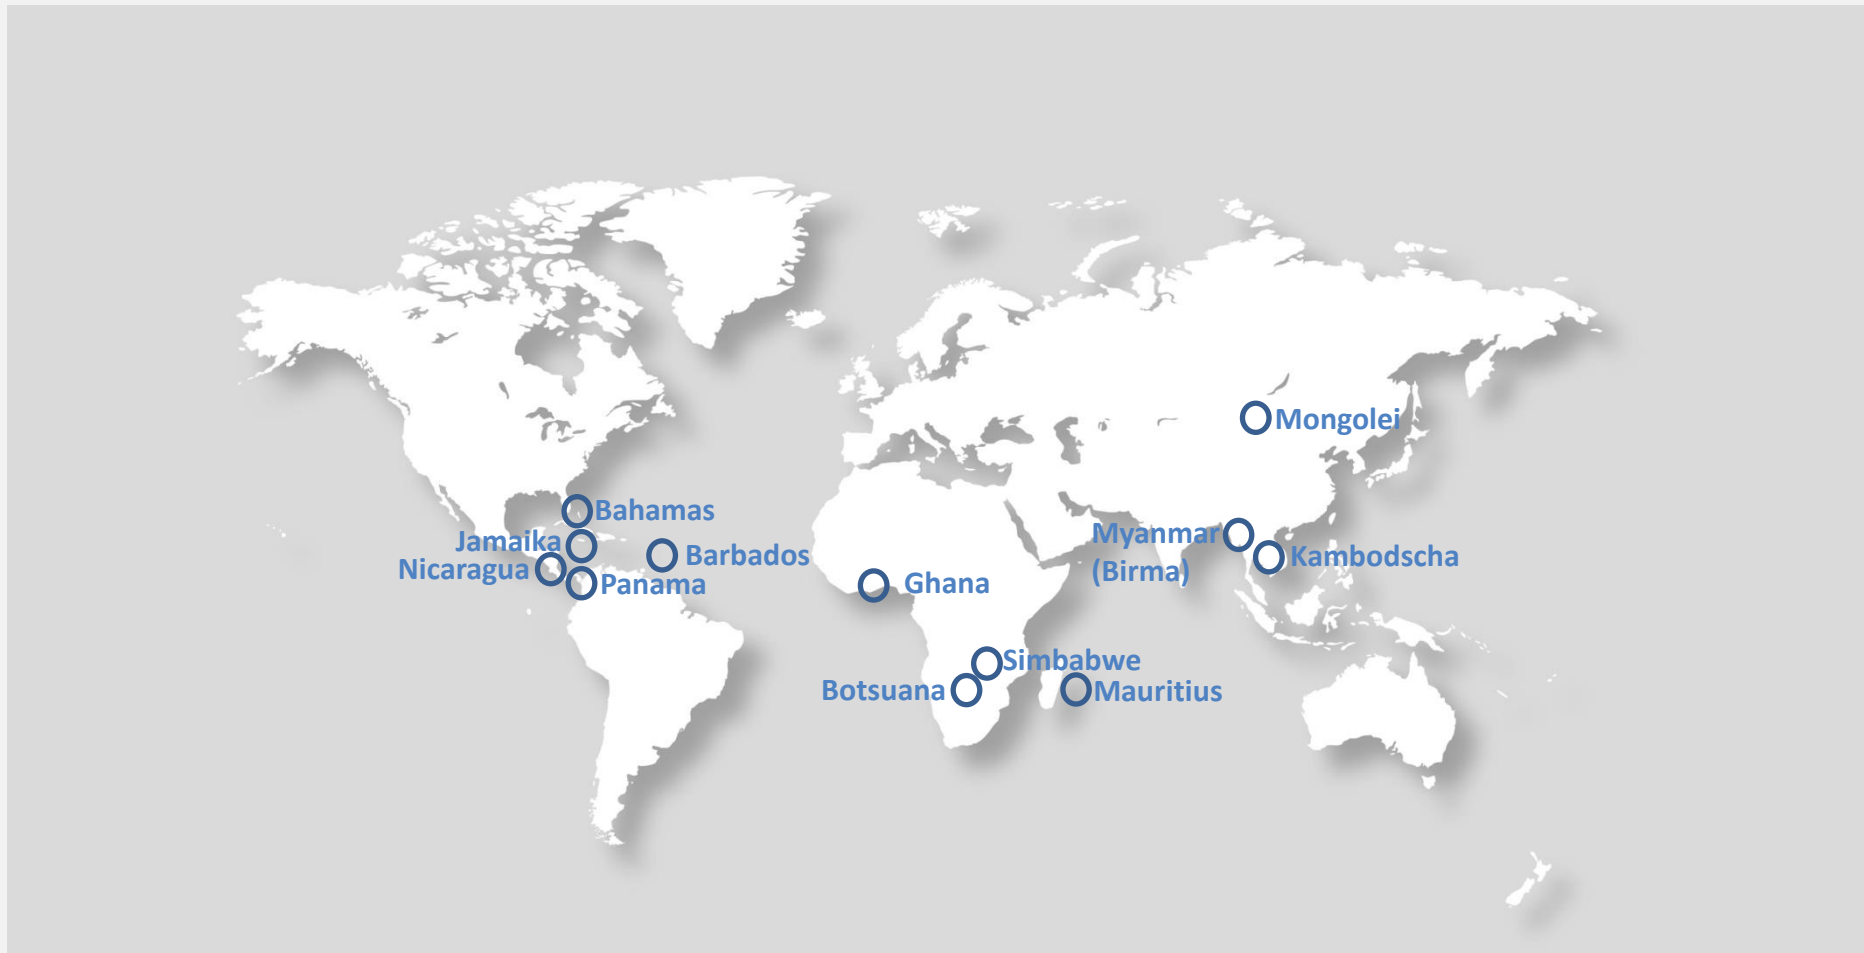 Mongolei
Bahamas
Jamaika
Myanmar
(Birma)
Barbados
Kambodscha
Nicaragua
Panama
Ghana
Simbabwe
Botsuana
Mauritius